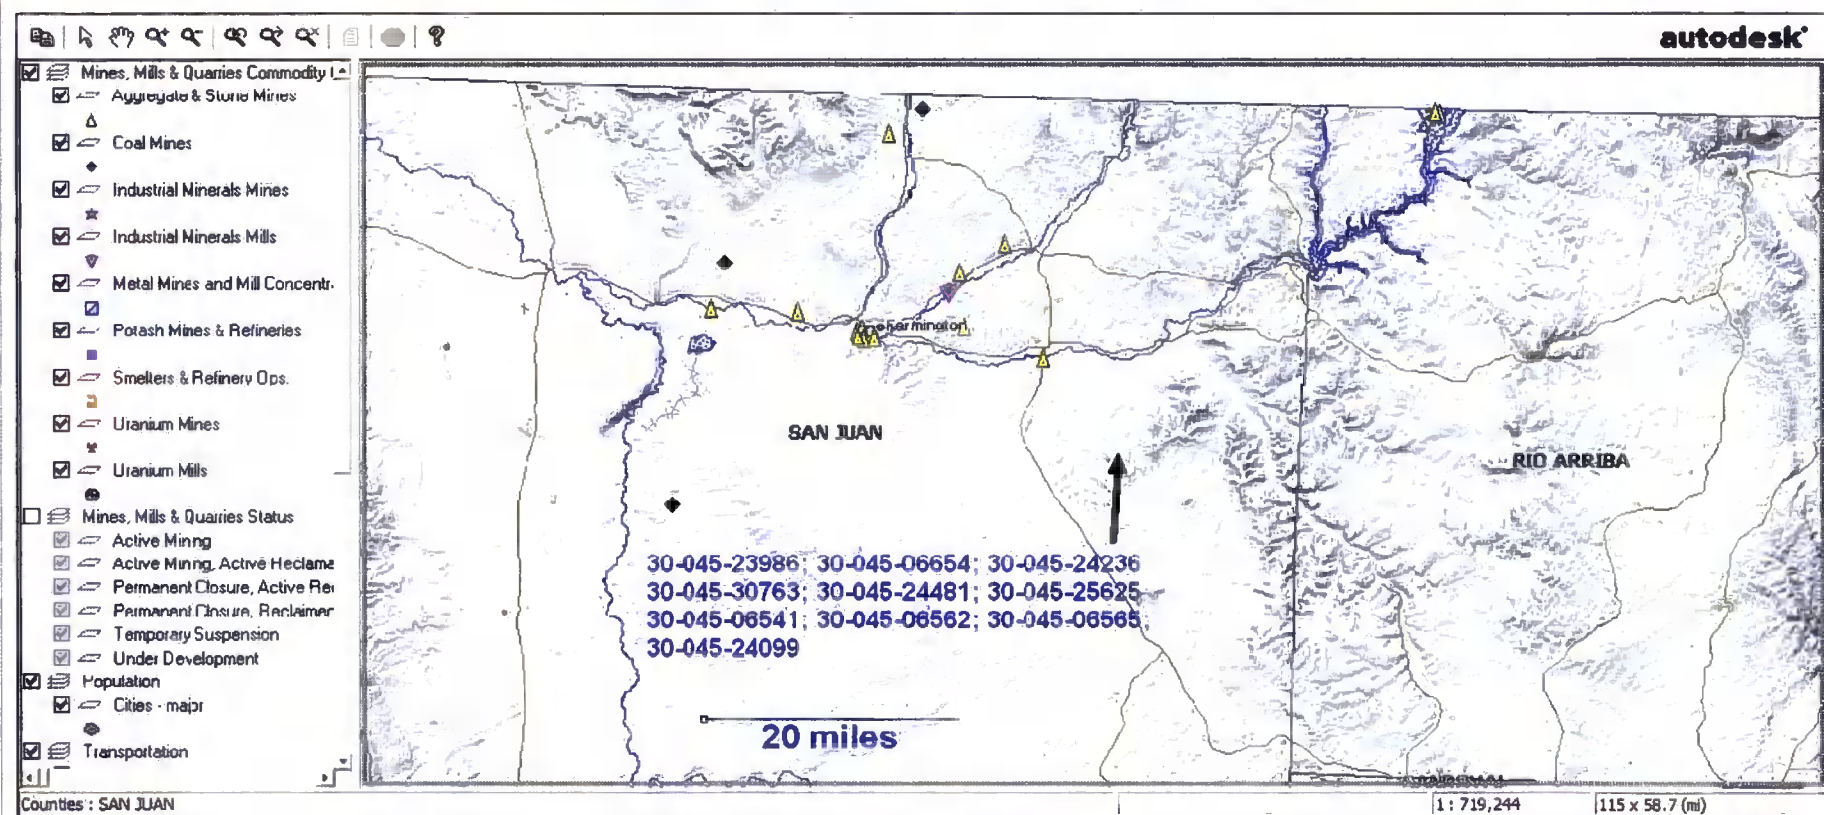 autodesk®
Mines, Mills & Quarries Commodity
Aggregate & Stone Mines
Coal Mines
Industrial Minerals Mines
Industrial Minerals Mills
Metal Mines and Mill Concentr.
Potash Mines & Refineries
Smelters & Refinery Ops.
Uranium Mines
Uranium Mills
Mines, Mills & Quarries Status
Active Mining
Active Mining, Active Reclama
Permanent Closure, Active Re
Permanent Closure, Reclaimer
Temporary Suspension
Under Development
Population
Cities - major
Transportation
Farmington
SAN JUAN
RIO ARRIBA
30-045-23986; 30-045-06654; 30-045-24236
30-045-30763; 30-045-24481; 30-045-25625
30-045-06541; 30-045-06562; 30-045-06565;
30-045-24099
20 miles
Counties : SAN JUAN
1 : 719,244
115 x 58.7 (mi)